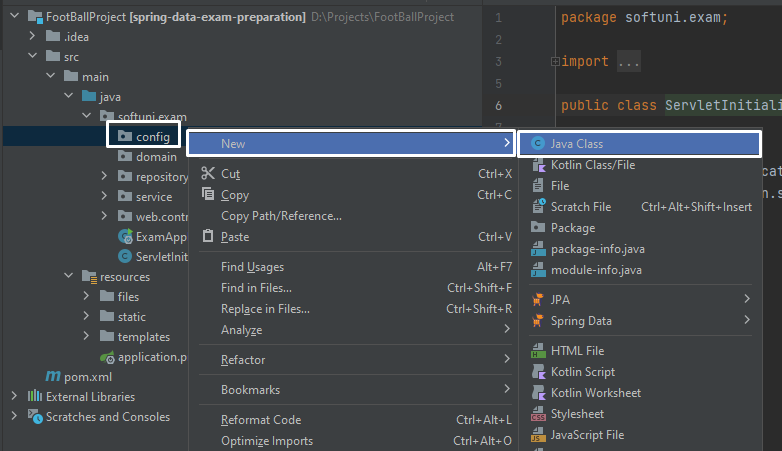 FootBallProject [spring-data-exam-preparation] D:\Projects\FootBallProject
.idea
src
main
java
softuni.exam
config
domain
repository
service
web.contr
ExamApp
ServletInit
resources
files
static
templates
application.p
pom.xml
External Libraries
Scratches and Consoles
New
Cut Ctrl+X
Copy Ctrl+C
Copy Path/Reference...
Paste Ctrl+V
Find Usages Alt+F7
Find in Files... Ctrl+Shift+F
Replace in Files... Ctrl+Shift+R
Analyze
Refactor
Bookmarks
Reformat Code Ctrl+Alt+L
Optimize Imports Ctrl+Alt+O
Java Class
Kotlin Class/File
File
Scratch File Ctrl+Alt+Shift+Insert
Package
package-info.java
module-info.java
JPA
Spring Data
HTML File
Kotlin Script
Kotlin Worksheet
Stylesheet
JavaScript File
1 package softuni.exam;
2
3 import ...
5
6 public class ServletInitiali
7
cat
n.s